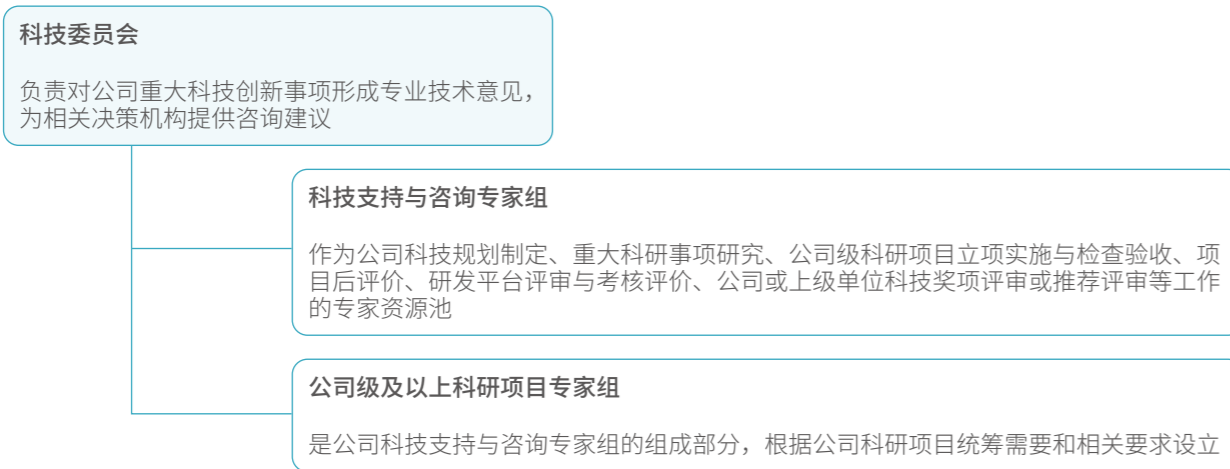 科技委员会
负责对公司重大科技创新事项形成专业技术意见，
为相关决策机构提供咨询建议
科技支持与咨询专家组
作为公司科技规划制定、重大科研事项研究、公司级科研项目立项实施与检查验收、项
目后评价、研发平台评审与考核评价、公司或上级单位科技奖项评审或推荐评审等工作
的专家资源池
公司级及以上科研项目专家组
是公司科技支持与咨询专家组的组成部分，根据公司科研项目统筹需要和相关要求设立